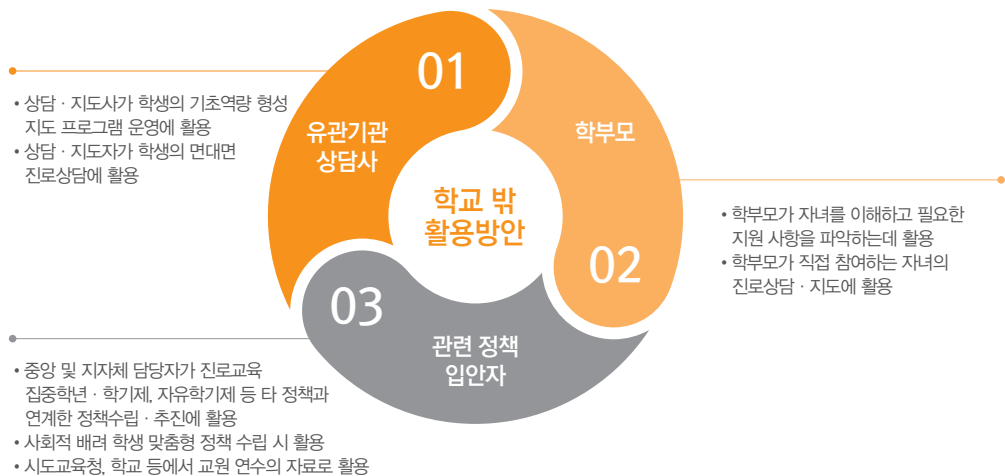 01
유관기관
상담사
• 상담 · 지도사가 학생의 기초역량 형성
지도 프로그램 운영에 활용
• 상담 · 지도자가 학생의 면대면
진로상담에 활용
학교 밖
활용방안
학부모
02
• 학부모가 자녀를 이해하고 필요한
지원 사항을 파악하는데 활용
• 학부모가 직접 참여하는 자녀의
진로상담 · 지도에 활용
03
관련 정책
입안자
• 중앙 및 지자체 담당자가 진로교육
집중학년 · 학기제, 자유학기제 등 타 정책과
연계한 정책수립 · 추진에 활용
• 사회적 배려 학생 맞춤형 정책 수립 시 활용
• 시도교육청, 학교 등에서 교원 연수의 자료로 활용